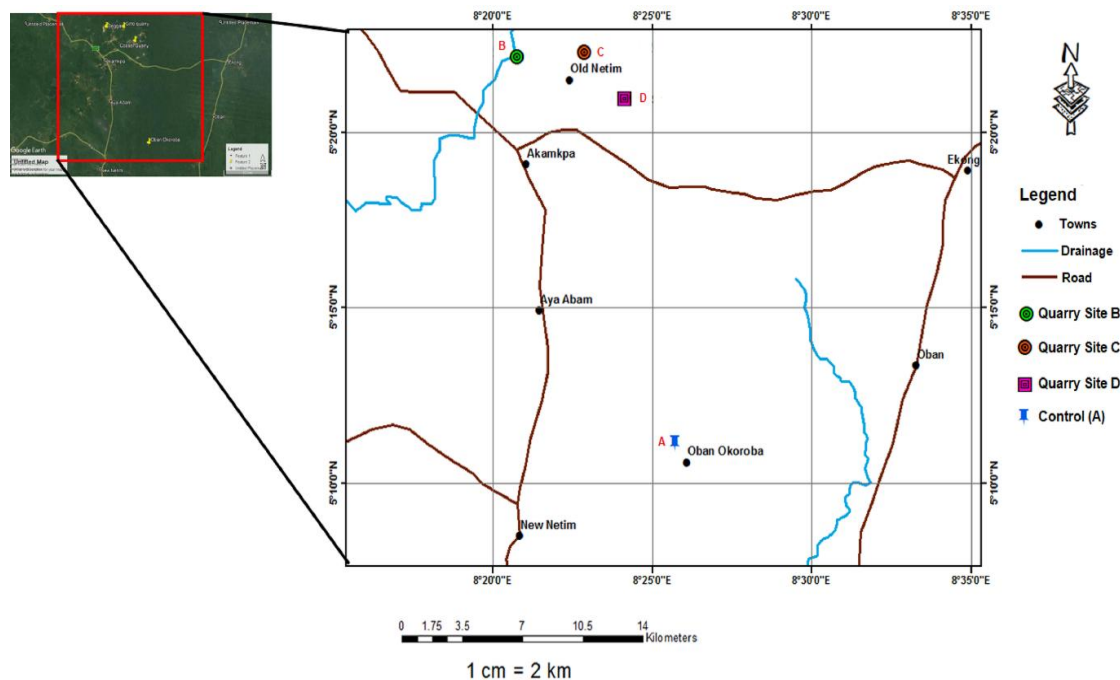 Google Earth
Untitled Map
Legend
B
C
Old Netim
D
N
Akamkpa
Ekong
Aya Abam
Oban
A
Oban Okoroba
New Netim
5°20'0"N
5°15'0"N
5°10'0"N
5°20'0"N
5°15'0"N
5°10'0"N
8°20'0"E
8°25'0"E
8°30'0"E
8°35'0"E
8°20'0"E
8°25'0"E
8°30'0"E
8°35'0"E
Legend
Towns
Drainage
Road
Quarry Site B
Quarry Site C
Quarry Site D
Control (A)
0 1.75 3.5 7 10.5 14
Kilometers
1 cm = 2 km